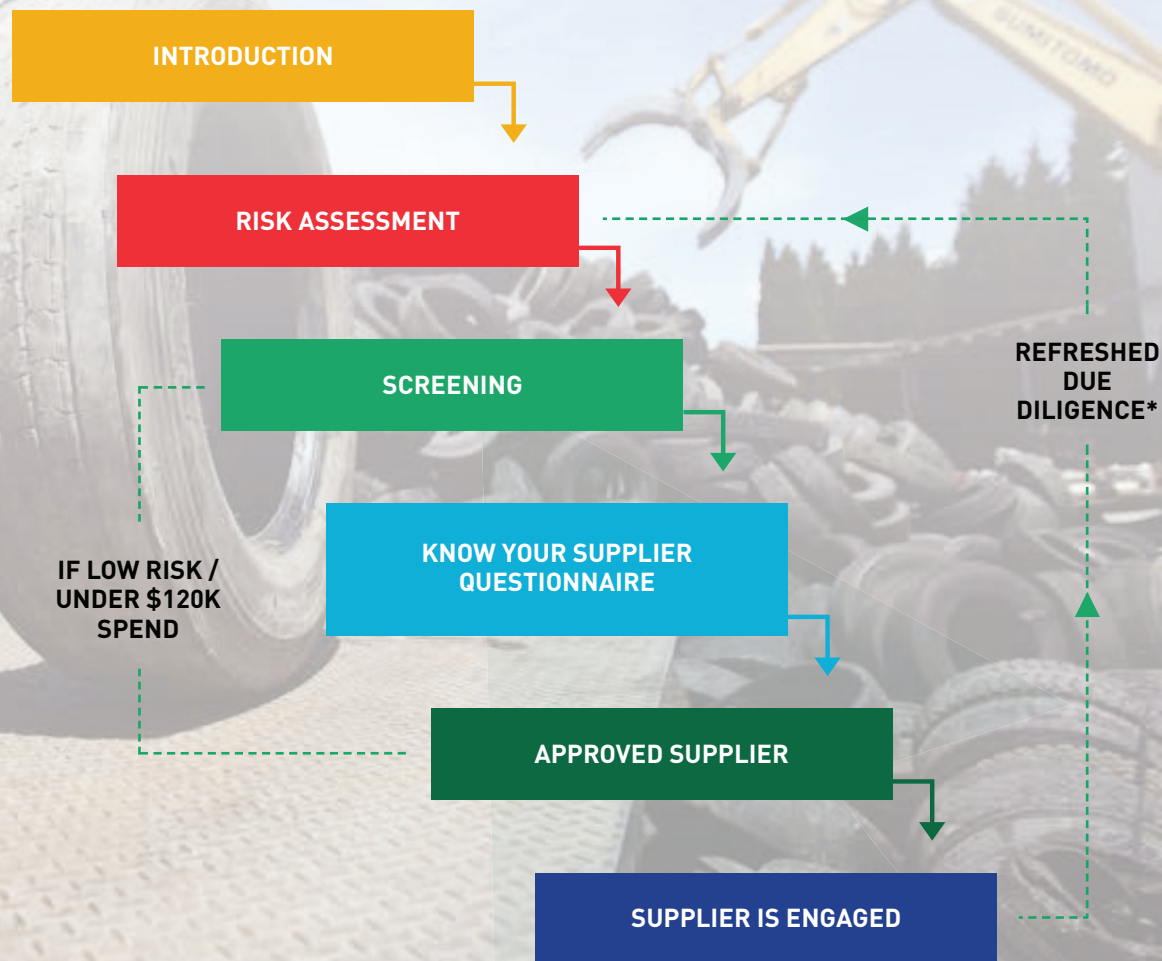 SUMITOMO
INTRODUCTION
RISK ASSESSMENT
SCREENING
REFRESHED
DUE
DILIGENCE*
KNOW YOUR SUPPLIER
QUESTIONNAIRE
IF LOW RISK /
UNDER $120K
SPEND
APPROVED SUPPLIER
SUPPLIER IS ENGAGED